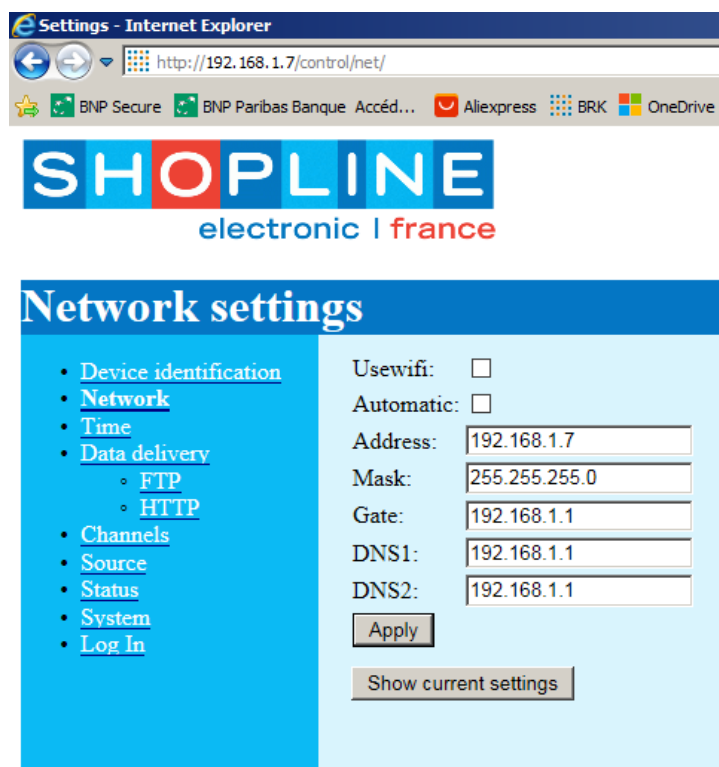 Settings - Internet Explorer
http://192.168.1.7/control/net/
BNP Secure BNP Paribas Banque Accéd... Aliexpress BRK OneDrive
SHOPLINE
electronic | france
Network settings
Device identification
Network
Time
Data delivery
FTP
HTTP
Channels
Source
Status
System
Log In
Usewifi:
Automatic:
Address: 192.168.1.7
Mask: 255.255.255.0
Gate: 192.168.1.1
DNS1: 192.168.1.1
DNS2: 192.168.1.1
Apply
Show current settings